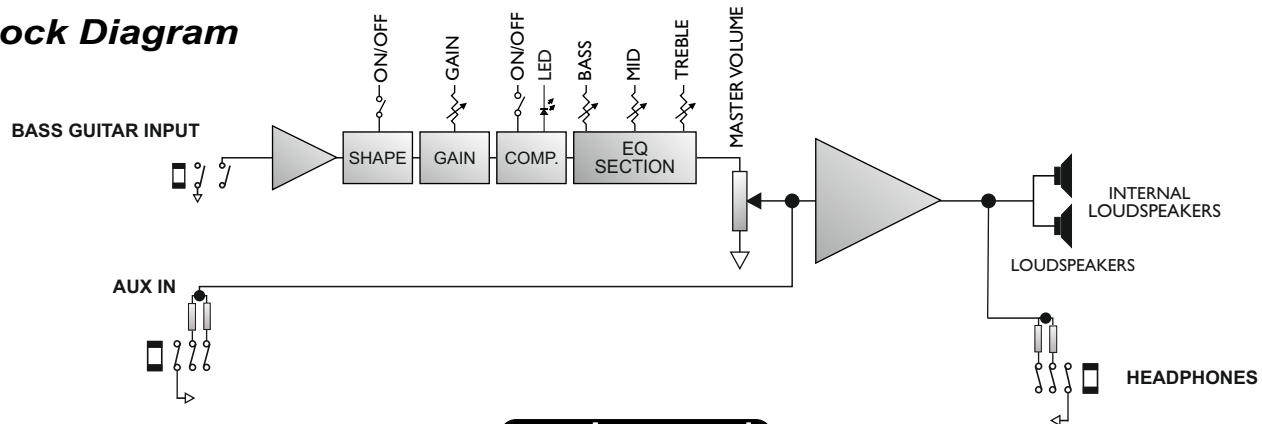 ock Diagram
ON/OFF
GAIN
ON/OFF
LED
BASS
MID
TREBLE
MASTER VOLUME
BASS GUITAR INPUT
SHAPE
GAIN
COMP.
EQ
SECTION
INTERNAL
LOUDSPEAKERS
LOUDSPEAKERS
AUX IN
HEADPHONES